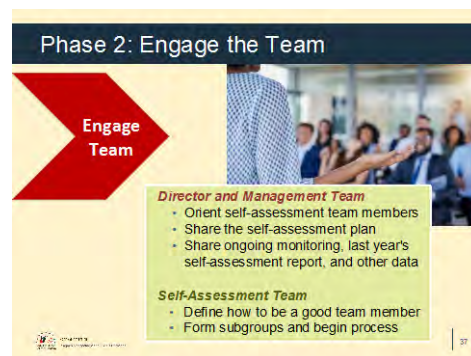 Phase 2: Engage the Team
Engage
Team
Director and Management Team
• Orient self-assessment team members
• Share the self-assessment plan
• Share ongoing monitoring, last year's
self-assessment report, and other data
Self-Assessment Team
• Define how to be a good team member
• Form subgroups and begin process
37